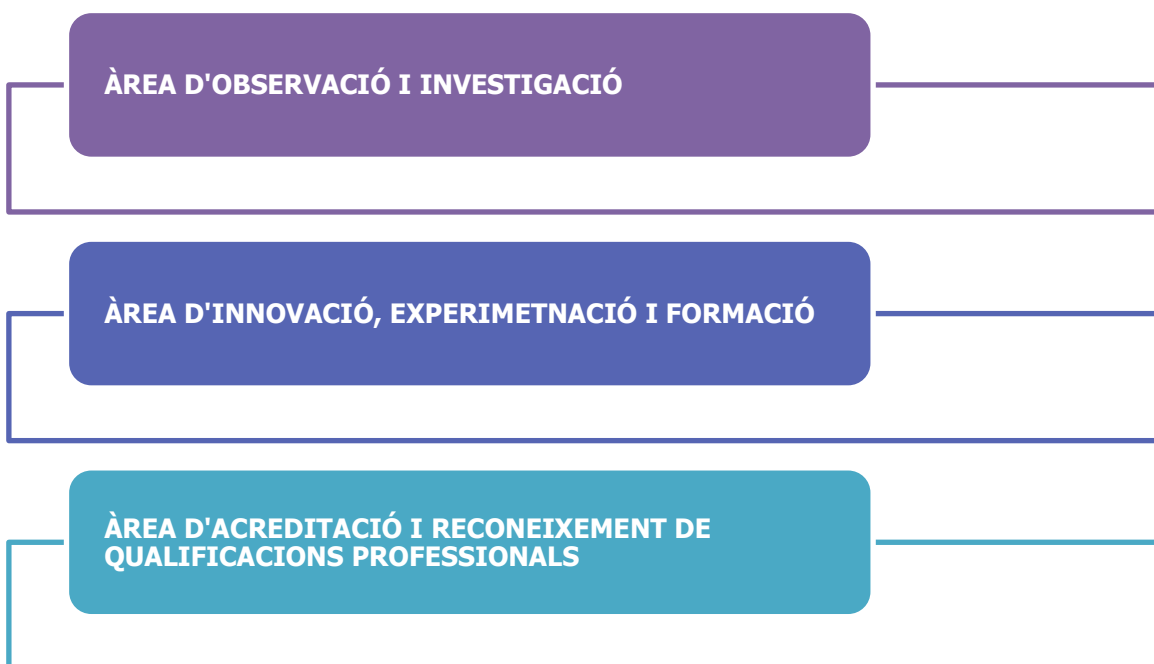 ÀREA D'OBSERVACIÓ I INVESTIGACIÓ
ÀREA D'INNOVACIÓ, EXPERIMETNACIÓ I FORMACIÓ
ÀREA D'ACREDITACIÓ I RECONEIXEMENT DE
QUALIFICACIONS PROFESSIONALS